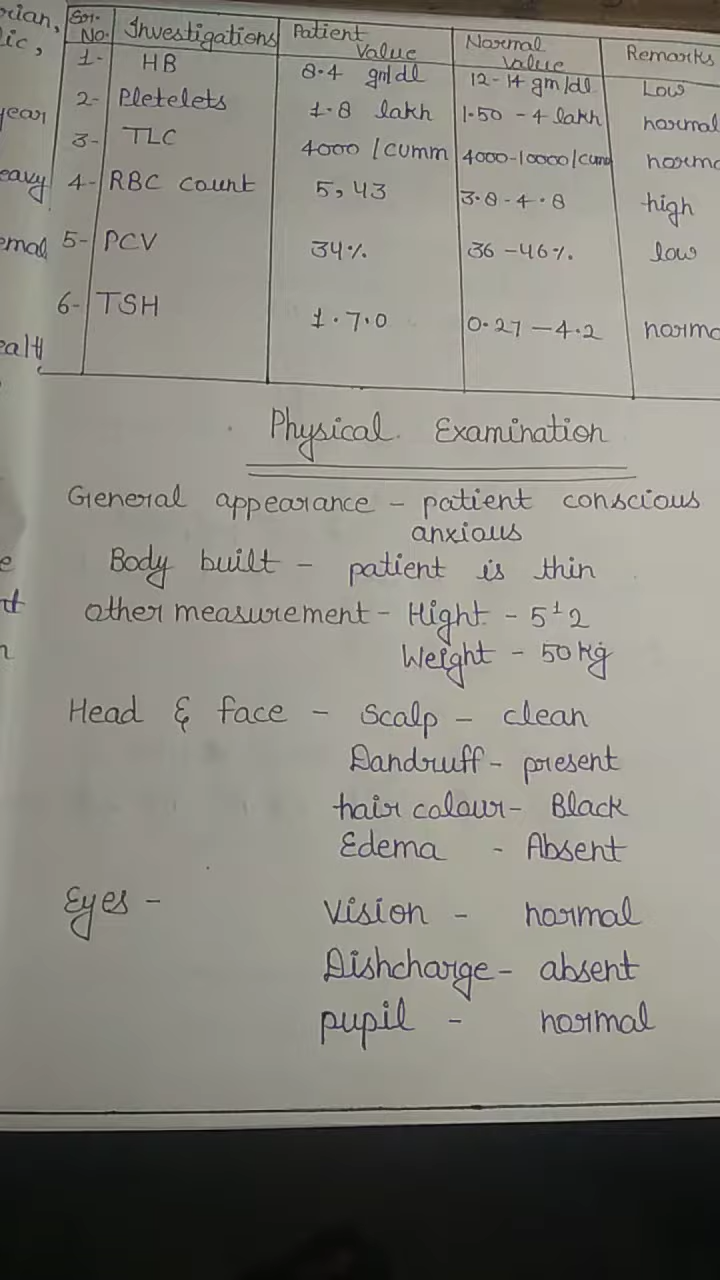 Sr. No. Investigations Patient Value Normal Value Remarks
1- HB 8.4 gm/dl 12-14 gm/dl Low
2- Pletelets 1.8 lakh 1.50 - 4 lakh normal
3- TLC 4000 / cumm 4000-10000/cumm
4- RBC count 5,43 3.8 - 4.8 high
5- PCV 34% 36 - 46% low
6- TSH 1.7.0 0.27 - 4.2
Physical Examination
General appearance - patient conscious
anxious
Body built - patient is thin
other measurement - Hight - 5'2
Weight - 50 kg
Head & face - Scalp - clean
Dandruff - present
hair colour - Black
Edema - Absent
Eyes - Vision - normal
Dishcharge - absent
pupil - normal